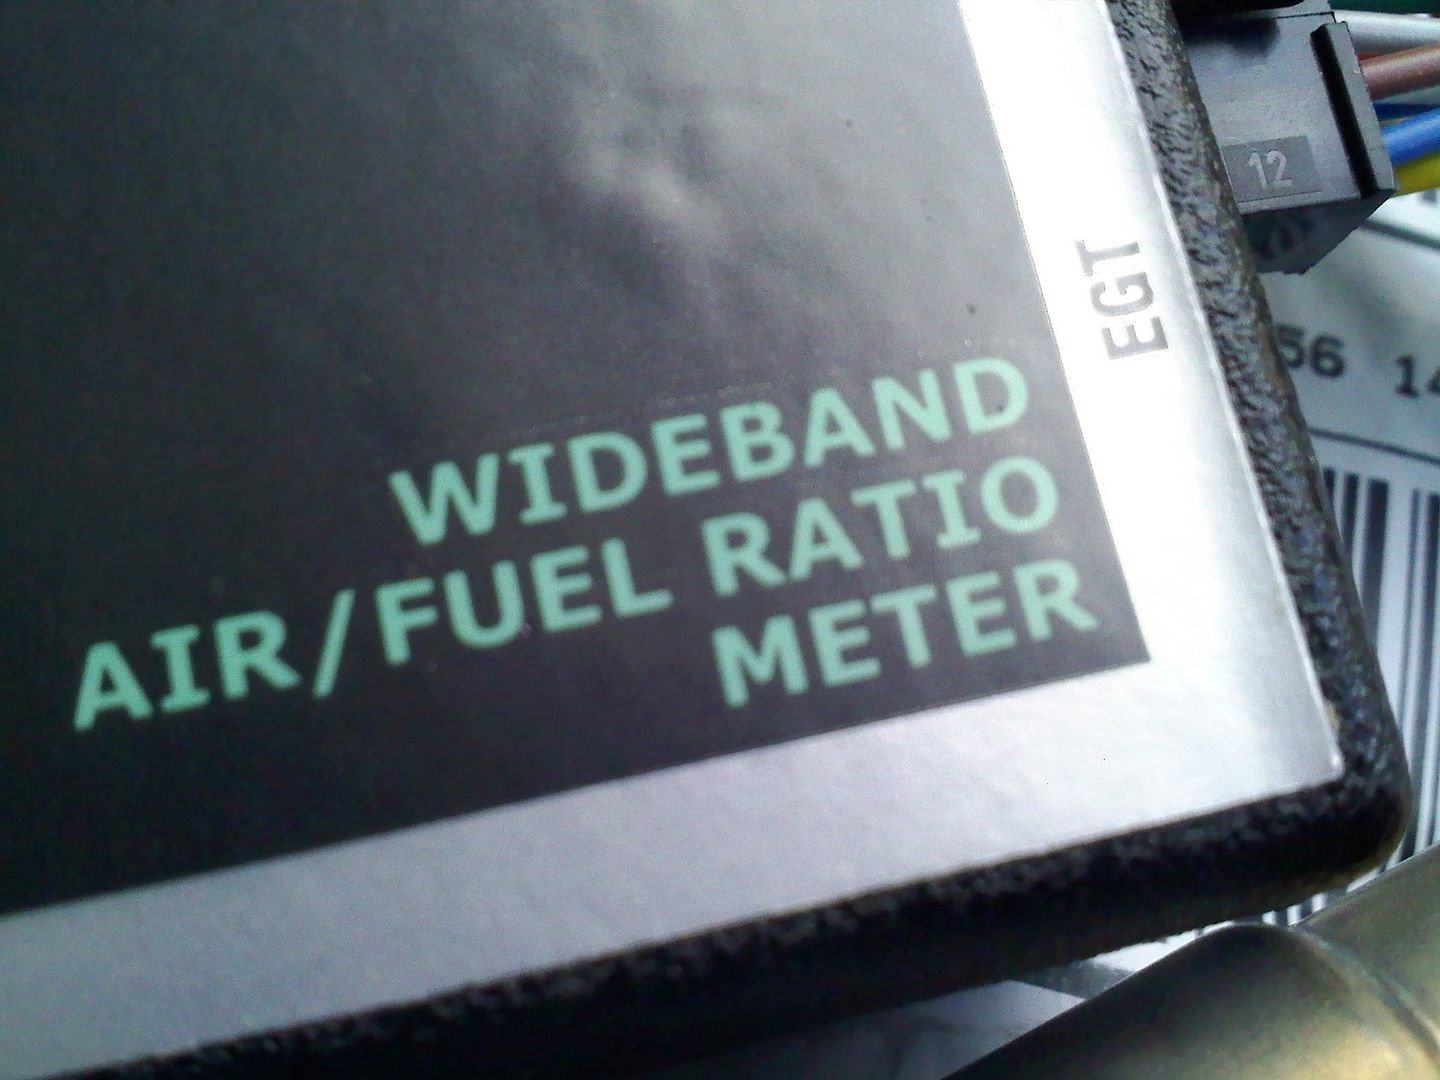 12
EGT
56 14
WIDEBAND
AIR/FUEL RATIO
METER